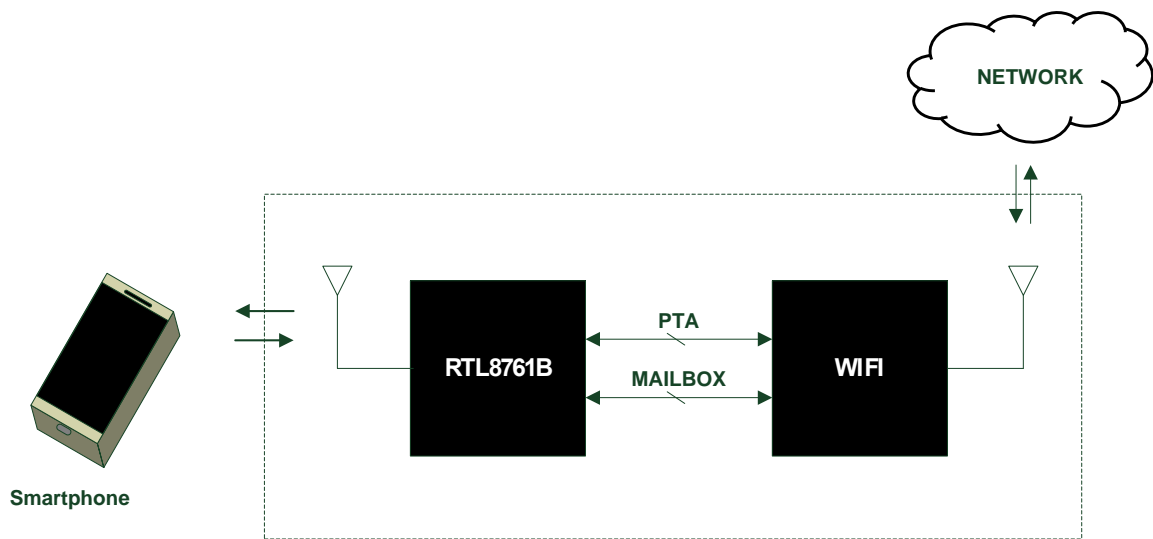 NETWORK
PTA
RTL8761B
WIFI
MAILBOX
Smartphone